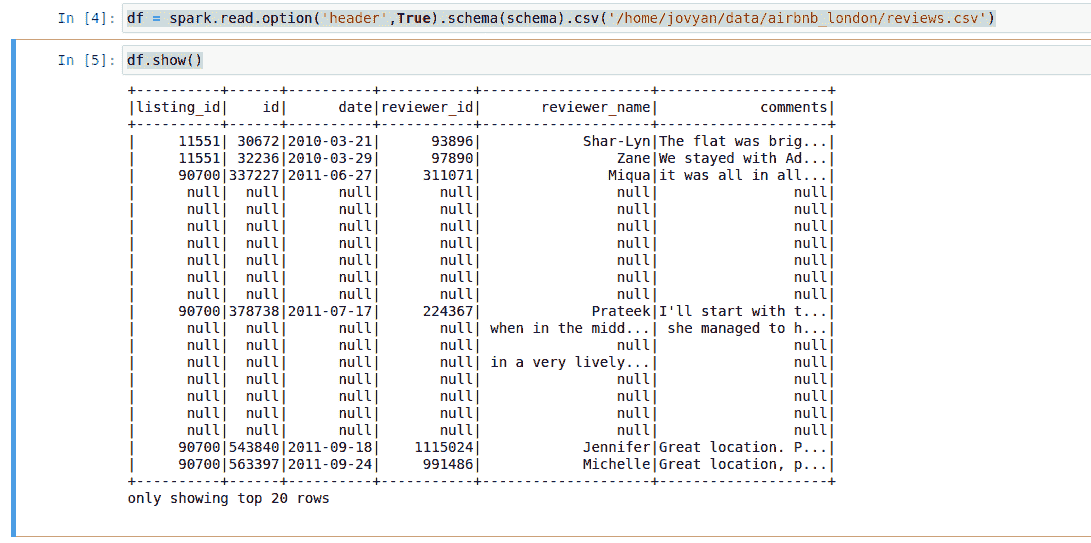 In [4]: df = spark.read.option('header',True).schema(schema).csv('/home/jovyan/data/airbnb_london/reviews.csv')
In [5]: df.show()
+----------+------+----------+-----------+--------------------+--------------------+
|listing_id|    id|      date|reviewer_id|       reviewer_name|            comments|
+----------+------+----------+-----------+--------------------+--------------------+
|     11551| 30672|2010-03-21|      93896|            Shar-Lyn|The flat was brig...|
|     11551| 32236|2010-03-29|      97890|                Zane|We stayed with Ad...|
|     90700|337227|2011-06-27|     311071|               Miqua|it was all in all...|
|      null|  null|      null|       null|                null|                null|
|      null|  null|      null|       null|                null|                null|
|      null|  null|      null|       null|                null|                null|
|      null|  null|      null|       null|                null|                null|
|      null|  null|      null|       null|                null|                null|
|      null|  null|      null|       null|                null|                null|
|      null|  null|      null|       null|                null|                null|
|     90700|378738|2011-07-17|     224367|             Prateek|I'll start with t...|
|      null|  null|      null|       null| when in the midd...| she managed to h...|
|      null|  null|      null|       null|                null|                null|
|      null|  null|      null|       null| in a very lively...|                null|
|      null|  null|      null|       null|                null|                null|
|      null|  null|      null|       null|                null|                null|
|      null|  null|      null|       null|                null|                null|
|      null|  null|      null|       null|                null|                null|
|     90700|543840|2011-09-18|    1115024|            Jennifer|Great location. P...|
|     90700|563397|2011-09-24|     991486|            Michelle|Great location, p...|
+----------+------+----------+-----------+--------------------+--------------------+
only showing top 20 rows